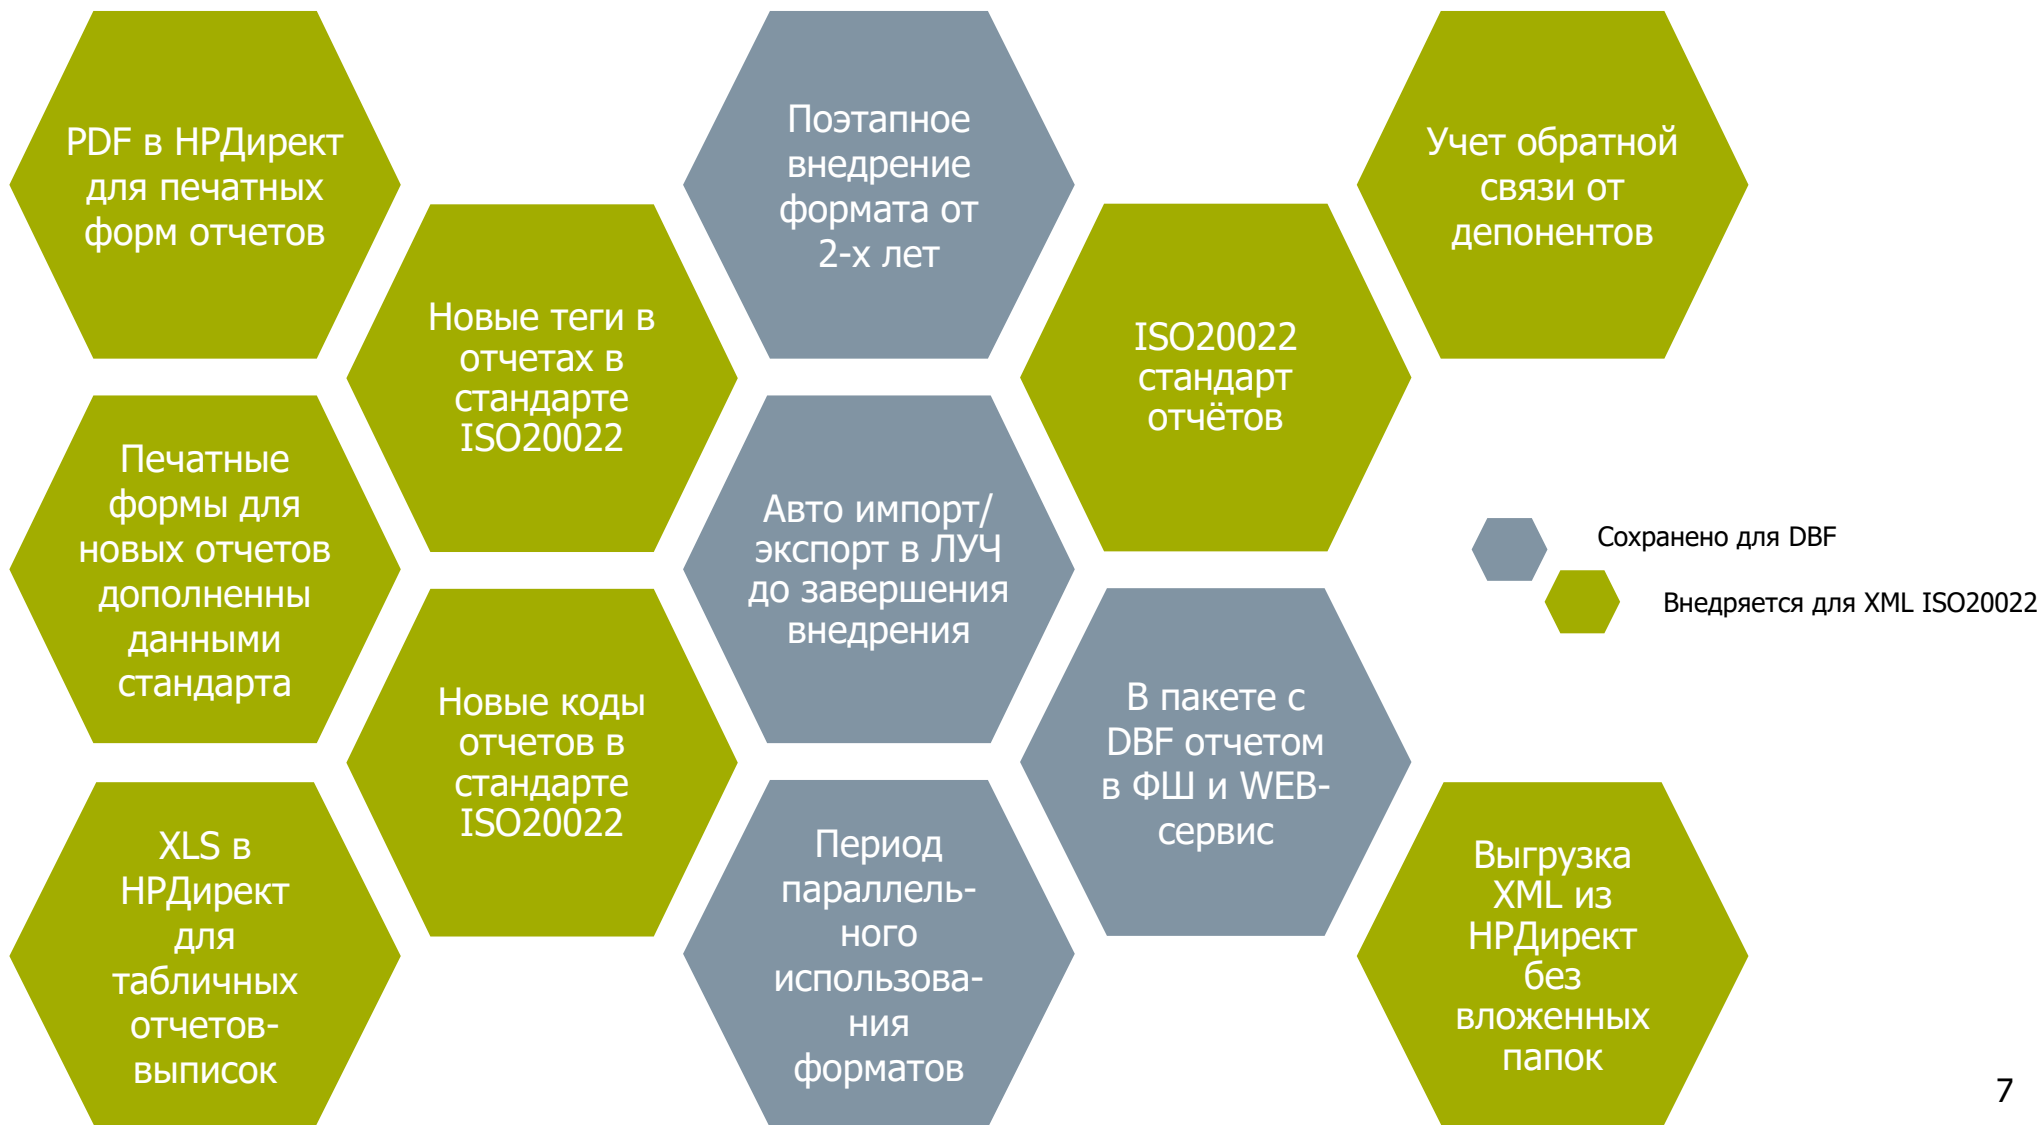 PDF в НРДирект
для печатных
форм отчетов
Поэтапное
внедрение
формата от
2-х лет
Учет обратной
связи от
депонентов
Новые теги в
отчетах в
стандарте
ISO20022
ISO20022
стандарт
отчётов
Печатные
формы для
новых отчетов
дополненны
данными
стандарта
Авто импорт/
экспорт в ЛУЧ
до завершения
внедрения
Сохранено для DBF
Внедряется для XML ISO20022
Новые коды
отчетов в
стандарте
ISO20022
В пакете с
DBF отчетом
в ФШ и WEB-
сервис
XLS в
НРДирект
для
табличных
отчетов-
выписок
Период
параллель-
ного
использова-
ния
форматов
Выгрузка
XML из
НРДирект
без
вложенных
папок
7